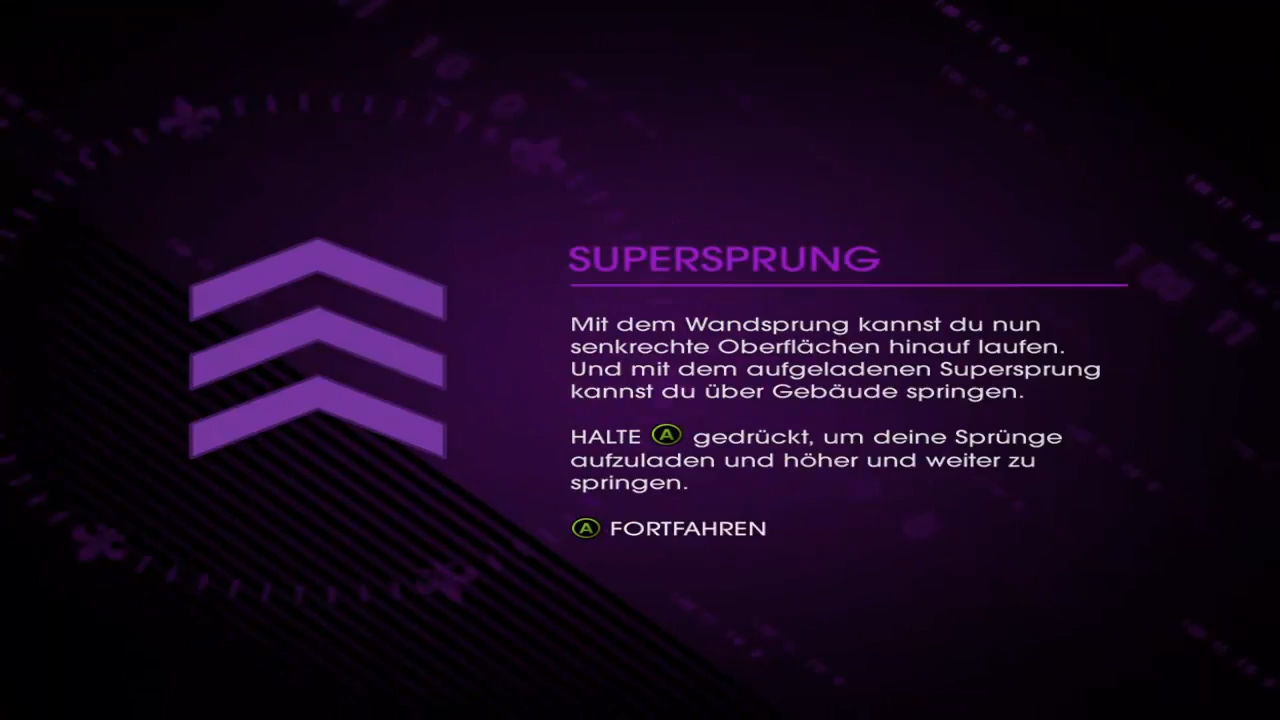 SUPERSPRUNG
Mit dem Wandsprung kannst du nun
senkrechte Oberflächen hinauf laufen.
Und mit dem aufgeladenen Supersprung
kannst du über Gebäude springen.
HALTE A gedrückt, um deine Sprünge
aufzuladen und höher und weiter zu
springen.
A FORTFAHREN